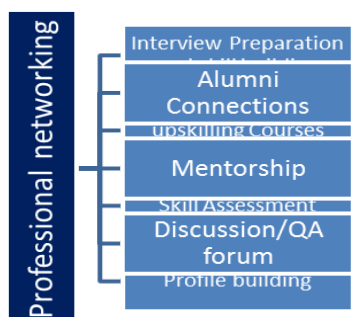 Professional networking
Interview Preparation
Alumni
Connections
upskilling Courses
Mentorship
Skill Assessment
Discussion/QA
forum
Profile building